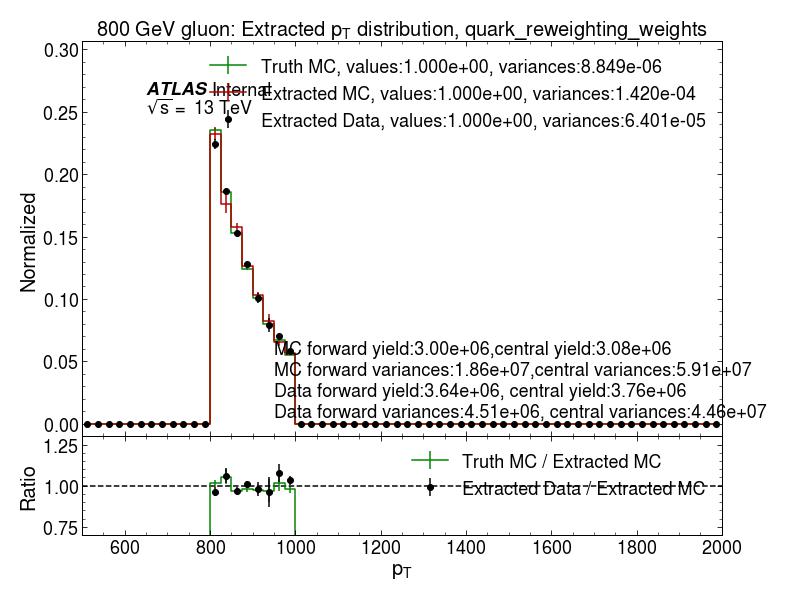 800 GeV gluon: Extracted pT distribution, quark_reweighting_weights
0.30
0.25
0.20
0.15
0.10
0.05
0.00
Normalized
ATLAS Internal
√s = 13 TeV
Truth MC, values:1.000e+00, variances:8.849e-06
Extracted MC, values:1.000e+00, variances:1.420e-04
Extracted Data, values:1.000e+00, variances:6.401e-05
MC forward yield:3.00e+06,central yield:3.08e+06
MC forward variances:1.86e+07,central variances:5.91e+07
Data forward yield:3.64e+06, central yield:3.76e+06
Data forward variances:4.51e+06, central variances:4.46e+07
1.25
1.00
0.75
Ratio
Truth MC / Extracted MC
Extracted Data / Extracted MC
600 800 1000 1200 1400 1600 1800 2000
pT